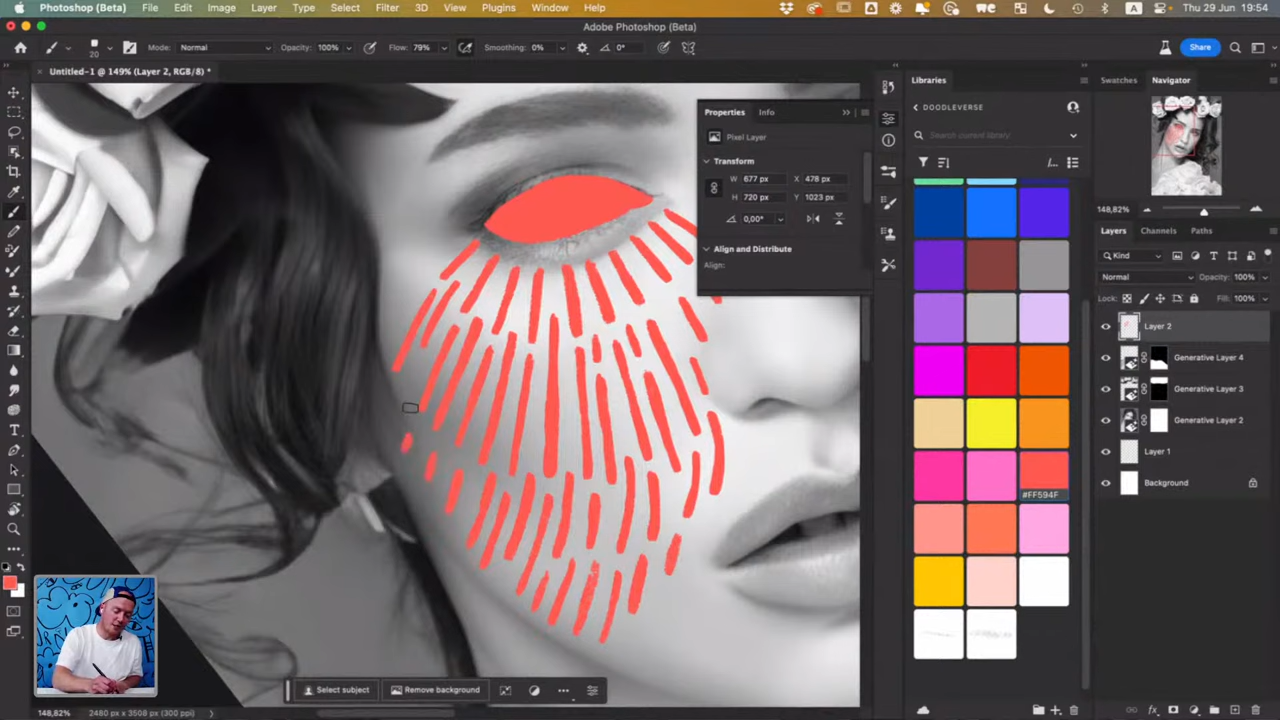 Photoshop (Beta) File Edit Image Layer Type Select Filter 3D View Plugins Window Help A Thu 29 Jun 19:54
Adobe Photoshop (Beta)
20 Mode: Normal Opacity: 100% Flow: 79% Smoothing: 0% 0° Share
Untitled-1 @ 149% (Layer 2, RGB/8) *
Properties Info
Pixel Layer
Transform
W 677 px X 478 px
H 720 px Y 1023 px
0,00°
Align and Distribute
Align:
Libraries
DOODLEVERSE
Search current library
#FF594F
Swatches Navigator
148,82%
Layers Channels Paths
Kind
Normal Opacity: 100%
Lock: Fill: 100%
Layer 2
Generative Layer 4
Generative Layer 3
Generative Layer 2
Layer 1
Background
Select subject Remove background
148,82% 2480 px x 3508 px (300 ppi)